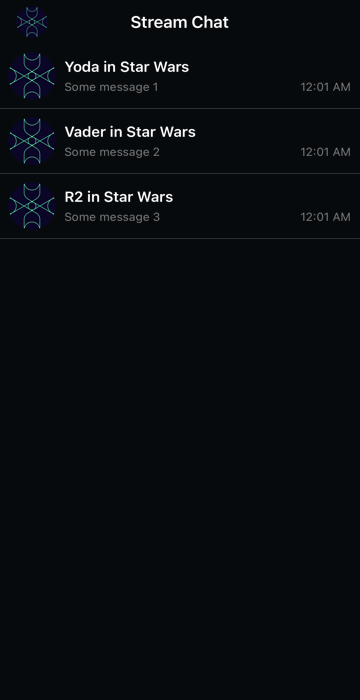 Stream Chat
Yoda in Star Wars
Some message 1
12:01 AM
Vader in Star Wars
Some message 2
12:01 AM
R2 in Star Wars
Some message 3
12:01 AM